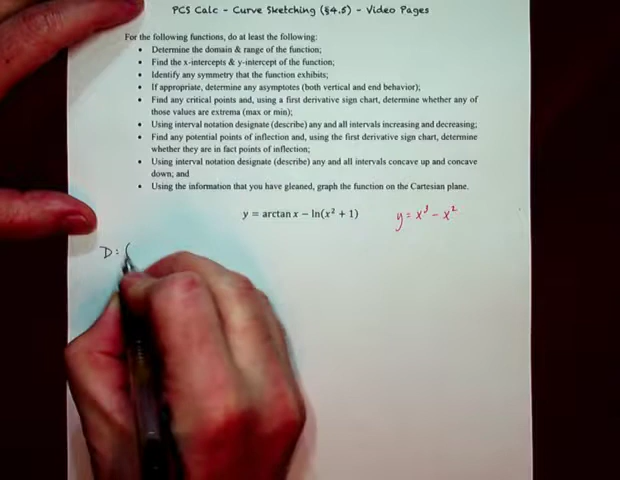 PCS Calc - Curve Sketching (§4.5) - Video Pages
For the following functions, do at least the following:
• Determine the domain & range of the function;
• Find the x-intercepts & y-intercept of the function;
• Identify any symmetry that the function exhibits;
• If appropriate, determine any asymptotes (both vertical and end behavior);
• Find any critical points and, using a first derivative sign chart, determine whether any of
those values are extrema (max or min);
• Using interval notation designate (describe) any and all intervals increasing and decreasing;
• Find any potential points of inflection and, using the first derivative sign chart, determine
whether they are in fact points of inflection;
• Using interval notation designate (describe) any and all intervals concave up and concave
down; and
• Using the information that you have gleaned, graph the function on the Cartesian plane.
y = arctan x − ln(x² + 1) y = x³ - x²
D: (